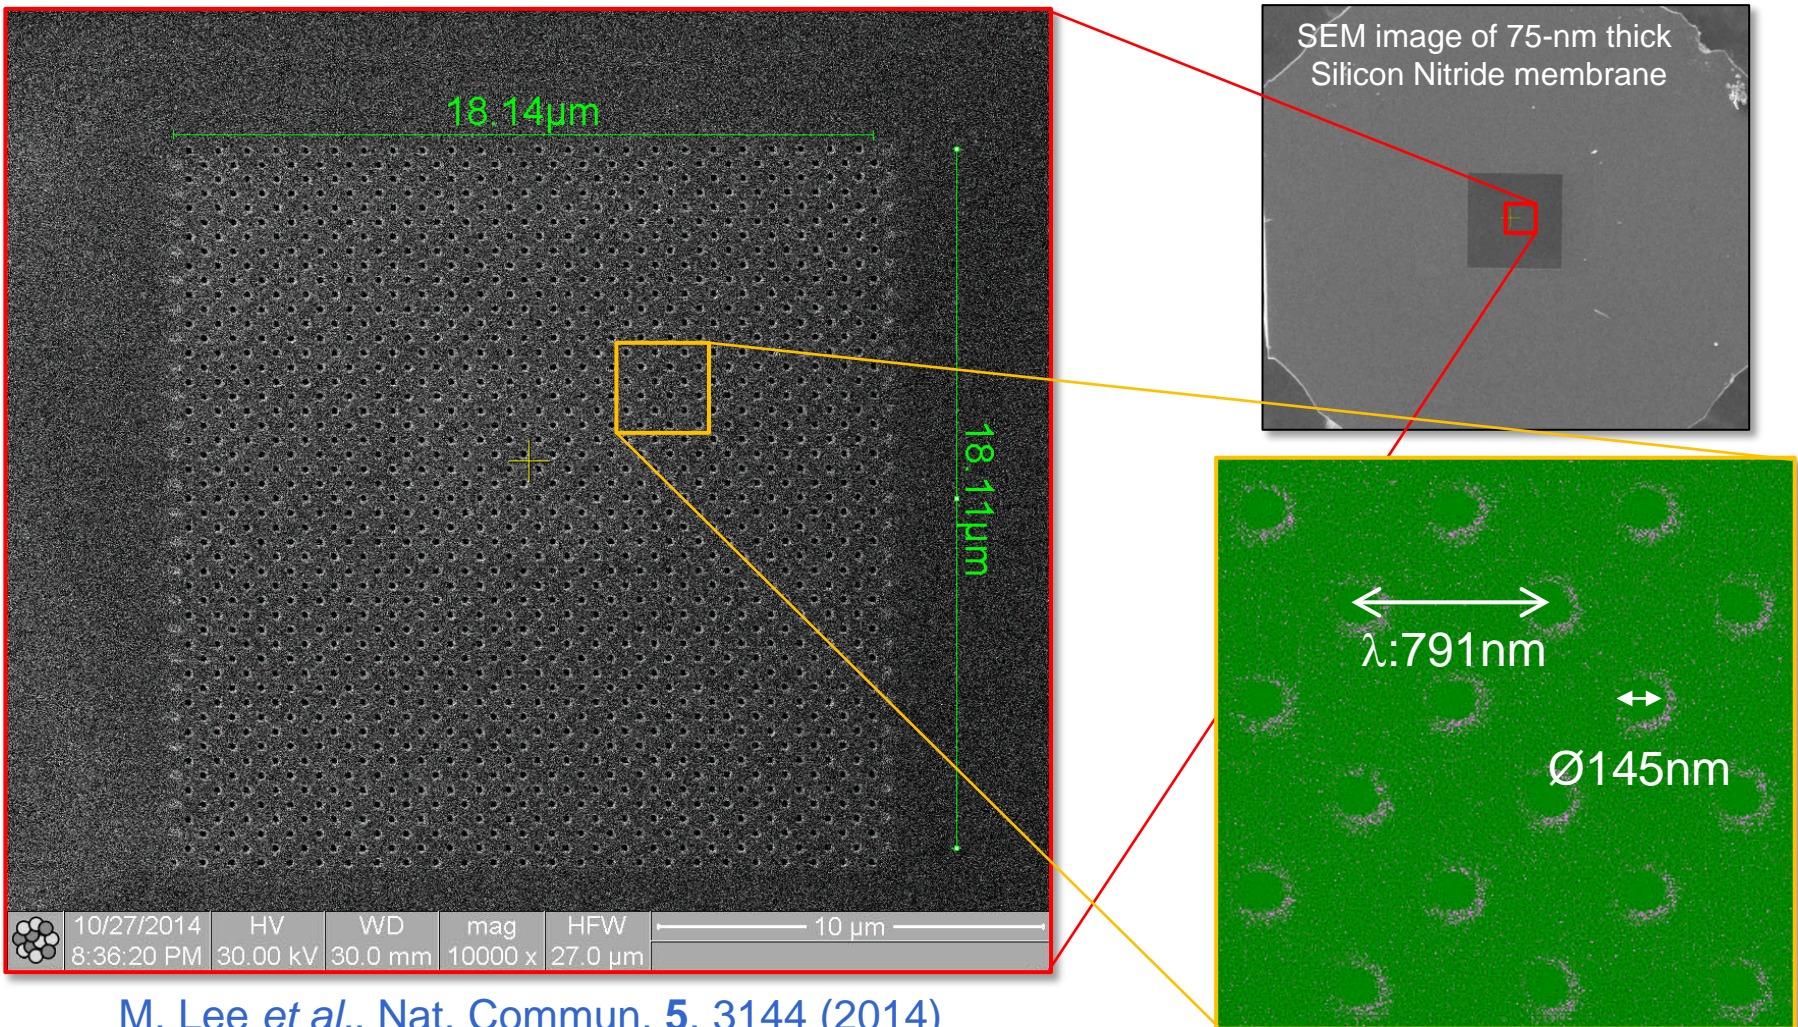 18.14µm
18.11µm
10/27/2014 HV WD mag HFW 10 µm
8:36:20 PM 30.00 kV 30.0 mm 10000 x 27.0 µm
SEM image of 75-nm thick
Silicon Nitride membrane
λ:791nm
Ø145nm
M. Lee et al., Nat. Commun. 5, 3144 (2014)